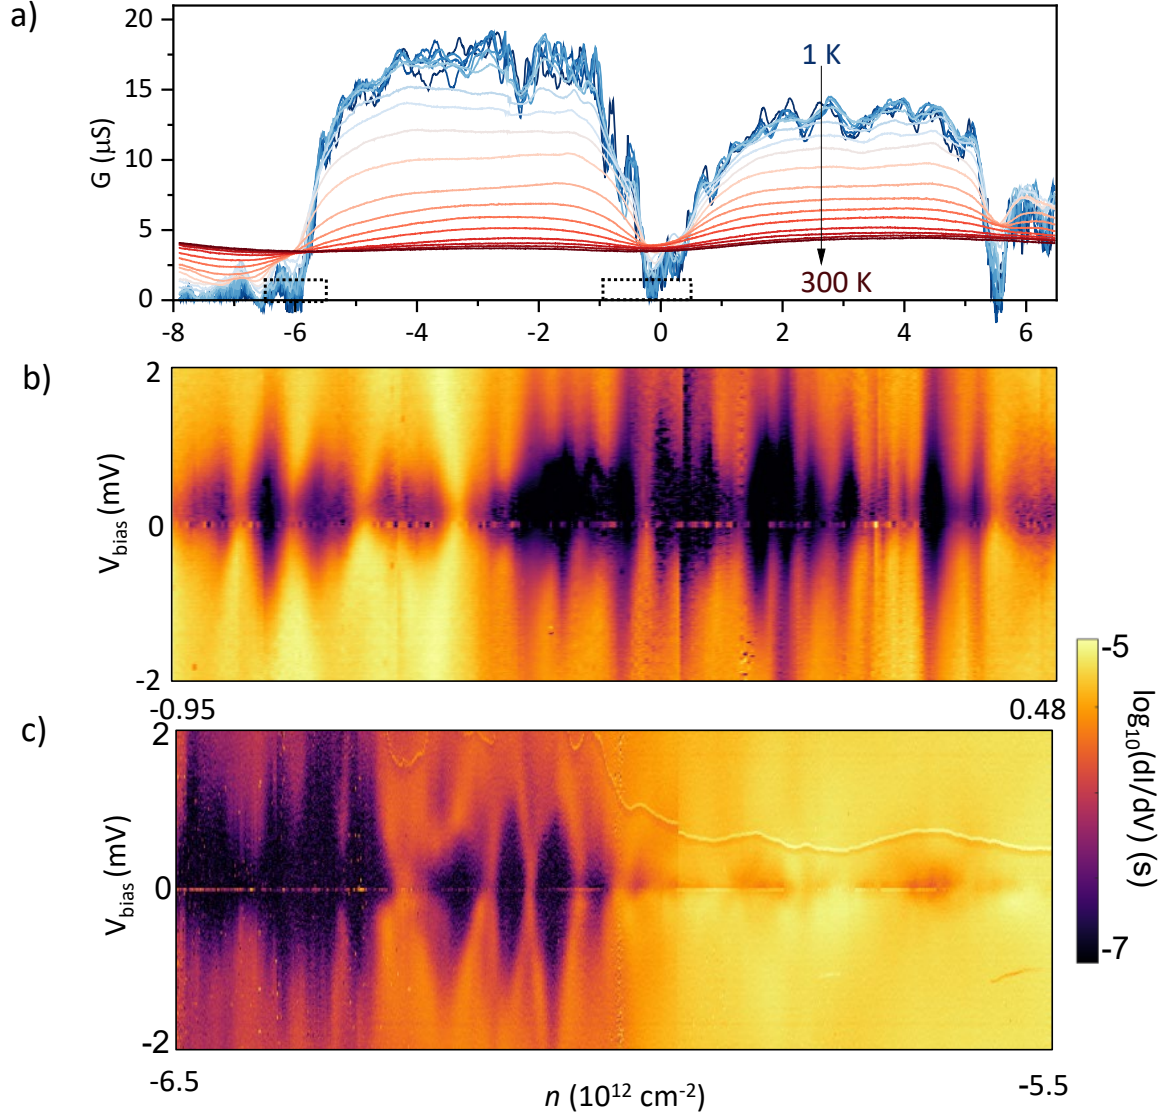 a)
G (μS)
20
15
10
5
0
1 K
300 K
-8 -6 -4 -2 0 2 4 6
b)
V_bias (mV)
2
0
-2
-0.95 0.48
c)
V_bias (mV)
2
0
-2
-6.5 -5.5
n (10¹² cm⁻²)
-5
log₁₀(dI/dV) (s)
-7